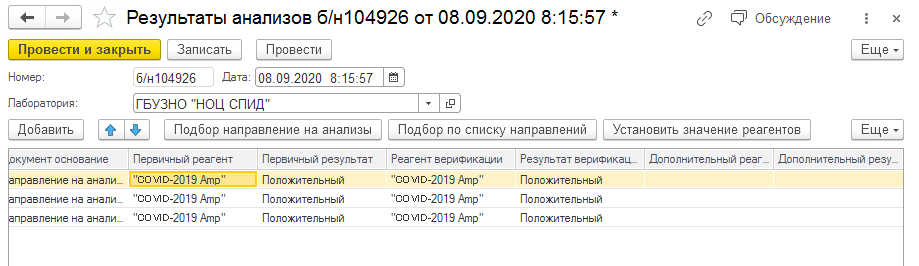 Результаты анализов б/н104926 от 08.09.2020 8:15:57 *
Обсуждение
Провести и закрыть Записать Провести Еще
Номер: б/н104926 Дата: 08.09.2020 8:15:57
Лаборатория: ГБУЗНО "НОЦ СПИД"
Добавить Подбор направление на анализы Подбор по списку направлений Установить значение реагентов Еще
окумент основание Первичный реагент Первичный результат Реагент верификации Результат верификац... Дополнительный реаг... Дополнительный резу...
аправление на анали... "COVID-2019 Amp" Положительный "COVID-2019 Amp" Положительный
аправление на анали... "COVID-2019 Amp" Положительный "COVID-2019 Amp" Положительный
аправление на анали... "COVID-2019 Amp" Положительный "COVID-2019 Amp" Положительный